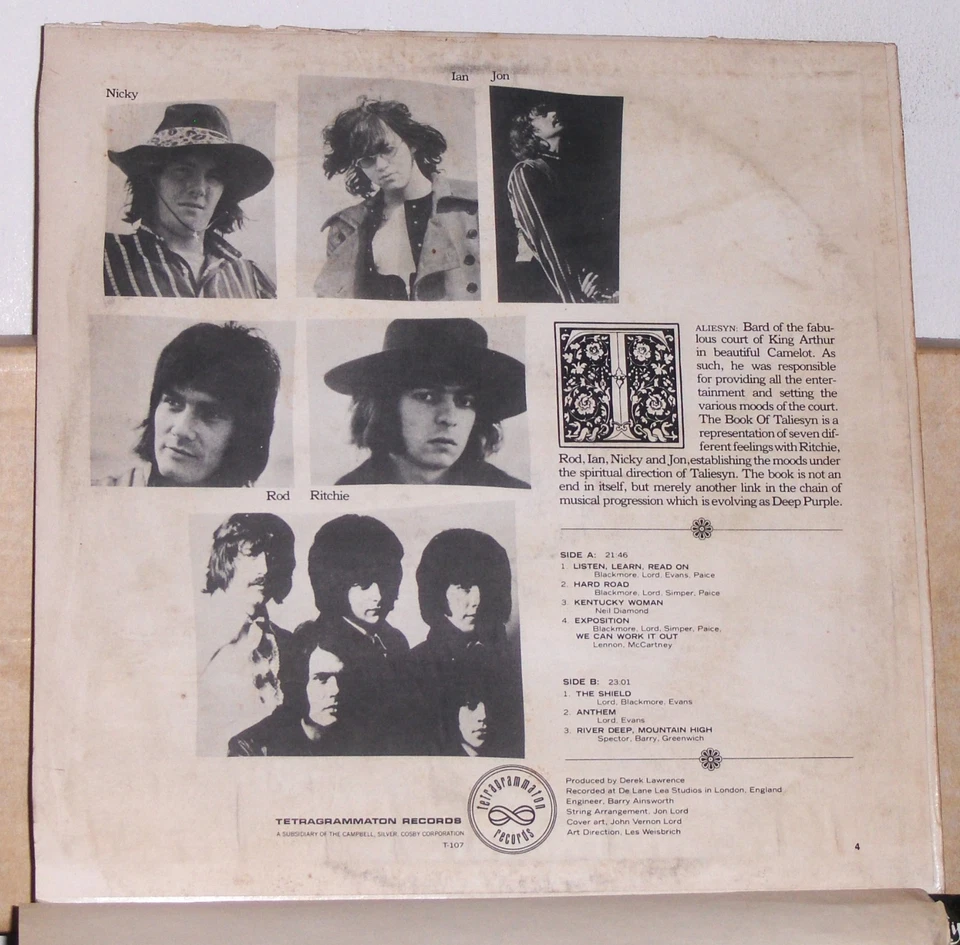 Nicky
Ian Jon
Rod Ritchie
T
ALIESYN: Bard of the fabu-
lous court of King Arthur
in beautiful Camelot. As
such, he was responsible
for providing all the enter-
tainment and setting the
various moods of the court.
The Book Of Taliesyn is a
representation of seven dif-
ferent feelings with Ritchie,
Rod, Ian, Nicky and Jon, establishing the moods under
the spiritual direction of Taliesyn. The book is not an
end in itself, but merely another link in the chain of
musical progression which is evolving as Deep Purple.
SIDE A: 21:46
1. LISTEN, LEARN, READ ON
Blackmore, Lord, Evans, Paice
2. HARD ROAD
Blackmore, Lord, Simper, Paice
3. KENTUCKY WOMAN
Neil Diamond
4. EXPOSITION
Blackmore, Lord, Simper, Paice,
WE CAN WORK IT OUT
Lennon, McCartney
SIDE B: 23:01
1. THE SHIELD
Lord, Blackmore, Evans
2. ANTHEM
Lord, Evans
3. RIVER DEEP, MOUNTAIN HIGH
Spector, Barry, Greenwich
TETRAGRAMMATON RECORDS
A SUBSIDIARY OF THE CAMPBELL, SILVER, COSBY CORPORATION
T-107
tetragrammaton
records
Produced by Derek Lawrence
Recorded at De Lane Lea Studios in London, England
Engineer, Barry Ainsworth
String Arrangement, Jon Lord
Cover art, John Vernon Lord
Art Direction, Les Weisbrich
4